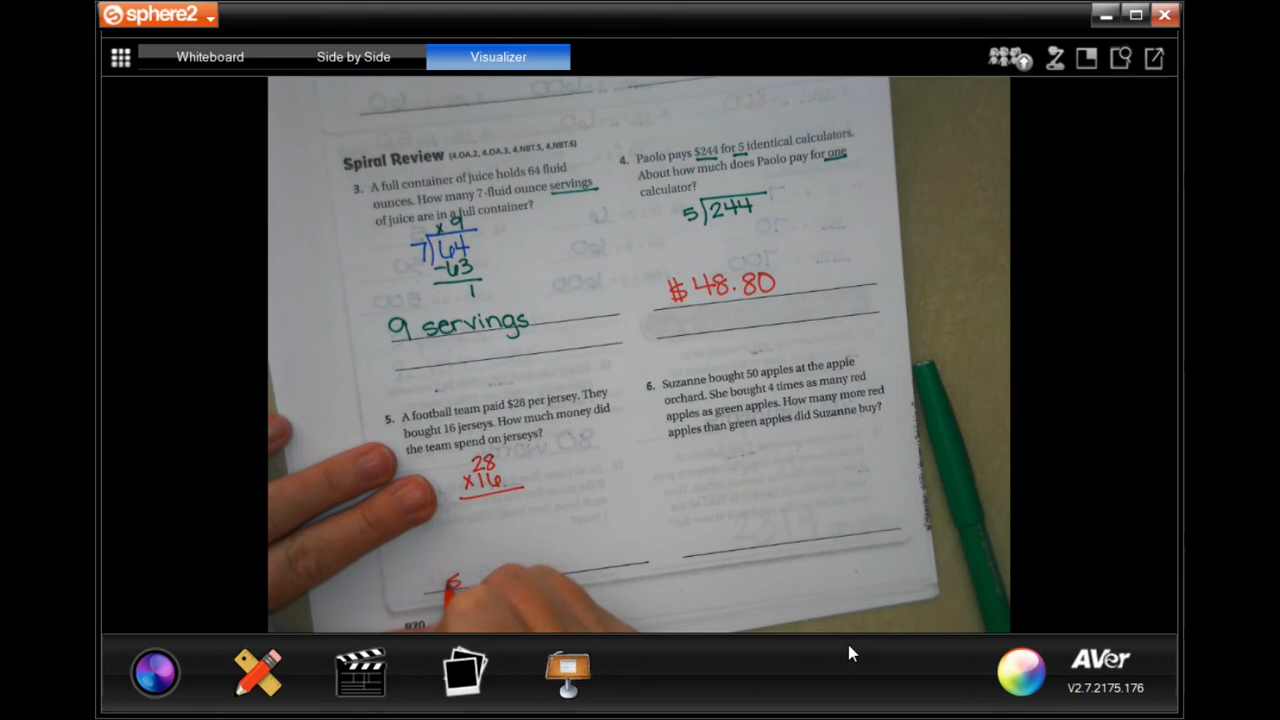 sphere2
Whiteboard
Side by Side
Visualizer
Spiral Review (4.OA.2, 4.OA.3, 4.NBT.5, 4.NBT.6)
3. A full container of juice holds 64 fluid
ounces. How many 7-fluid ounce servings
of juice are in a full container?
x 9
7)64
-63
1
9 servings
4. Paolo pays $244 for 5 identical calculators.
About how much does Paolo pay for one
calculator?
5)244
$48.80
5. A football team paid $28 per jersey. They
bought 16 jerseys. How much money did
the team spend on jerseys?
28
x16
6. Suzanne bought 50 apples at the apple
orchard. She bought 4 times as many red
apples as green apples. How many more red
apples than green apples did Suzanne buy?
AVer
V2.7.2175.176